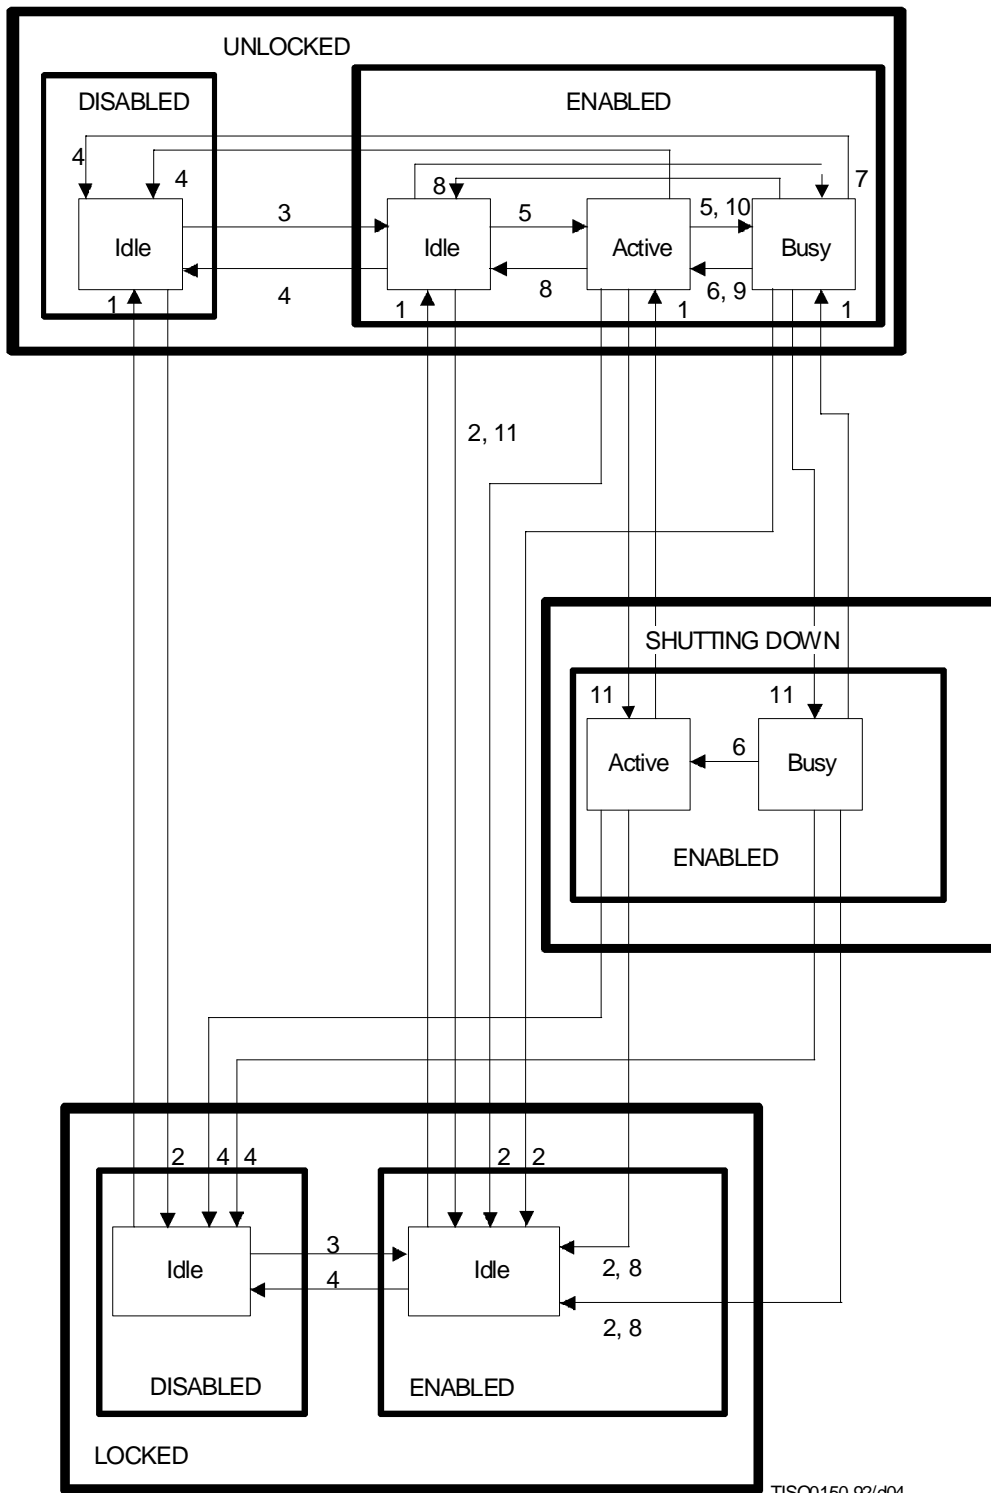 UNLOCKED
DISABLED
ENABLED
4
4
8
7
3
5
5, 10
Idle
Idle
Active
Busy
4
8
6, 9
1
1
1
1
2, 11
SHUTTING DOWN
11
11
6
Active
Busy
ENABLED
2
4
4
2
2
3
Idle
Idle
4
2, 8
2, 8
DISABLED
ENABLED
LOCKED
TISO0150-92/d04